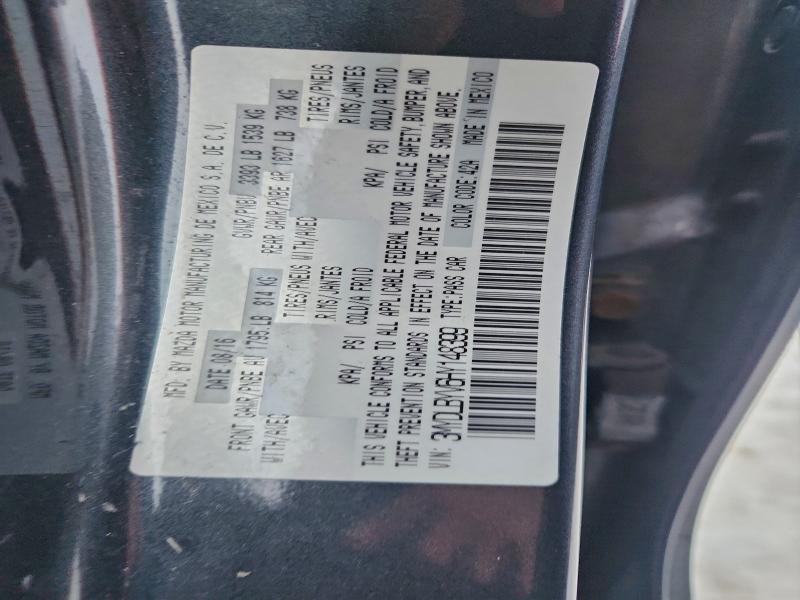 MFD. BY MAZDA MOTOR MANUFACTURING DE MEXICO S.A. DE C.V.
DATE 08/16 GVWR/PNBV 3393 LB 1539 KG
FRONT GAWR/PNBE AV 1795 LB 814 KG REAR GAWR/PNBE AR 1627 LB 738 KG
WITH/AVEC TIRES/PNEUS WITH/AVEC TIRES/PNEUS
RIMS/JANTES RIMS/JANTES
KPA/ PSI COLD/A FROID KPA/ PSI COLD/A FROID
THIS VEHICLE CONFORMS TO ALL APPLICABLE FEDERAL MOTOR VEHICLE SAFETY, BUMPER, AND
THEFT PREVENTION STANDARDS IN EFFECT ON THE DATE OF MANUFACTURE SHOWN ABOVE.
VIN: 3MYDLBYV6HY148399 TYPE:PASS CAR COLOR CODE:42A MADE IN MEXICO